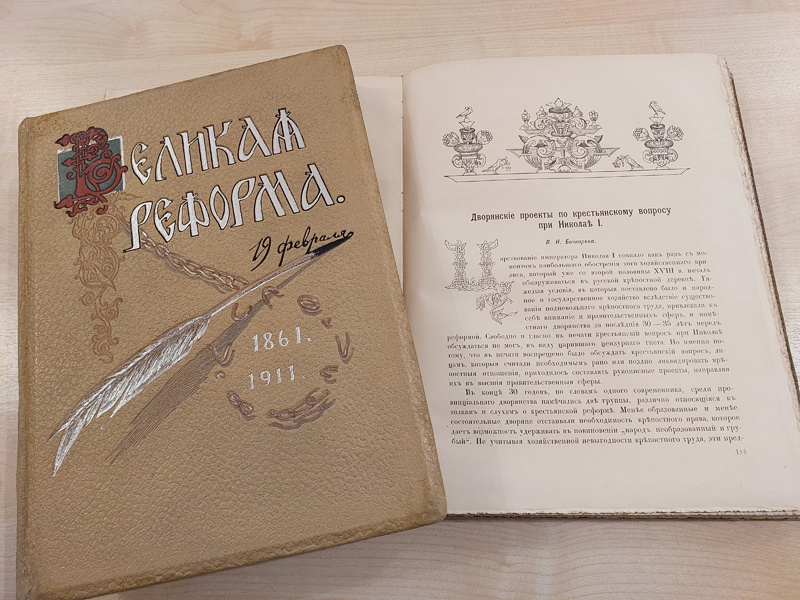 ВЕЛИКАЯ
РЕФОРМА.
19 февраля
1861.
1911.
Дворянскіе проекты по крестьянскому вопросу
при Николаѣ I.
В. И. Бочкарева.
Царствованіе императора Николая I совпало какъ разъ съ мо-
ментомъ наибольшаго обостренія того хозяйственнаго кри-
зиса, который уже со второй половины XVIII в. началъ
обнаруживаться въ русской крѣпостной деревнѣ. Тя-
желыя условія, въ которыя поставлено было и народ-
ное и государственное хозяйство вслѣдствіе существо-
ванія подневольнаго крѣпостного труда, привлекали къ
себѣ вниманіе и правительственныхъ сферъ, и помѣ-
стнаго дворянства за послѣднія 30—35 лѣтъ передъ
реформой. Свободно и гласно въ печати крестьянскій вопросъ при Николаѣ
обсуждаться не могъ, въ виду царившаго цензурнаго гнета. Но именно по-
тому, что въ печати воспрещено было обсуждать крестьянскій вопросъ, ли-
цамъ, которыя считали необходимымъ рано или поздно ликвидировать крѣ-
постныя отношенія, приходилось составлять рукописные проекты, направляя
ихъ въ высшія правительственныя сферы.
Въ концѣ 30 годовъ, по словамъ одного современника, среди про-
винціальнаго дворянства намѣчались двѣ группы, различно относящіяся къ
толкамъ и слухамъ о крестьянской реформѣ. Менѣе образованные и менѣе
состоятельные дворяне отстаивали необходимость крѣпостного права, которое
даетъ возможность удерживать въ повиновеніи „народъ необразованный и гру-
бый“. Не учитывая хозяйственной невыгодности крѣпостного труда, эти пред-
155